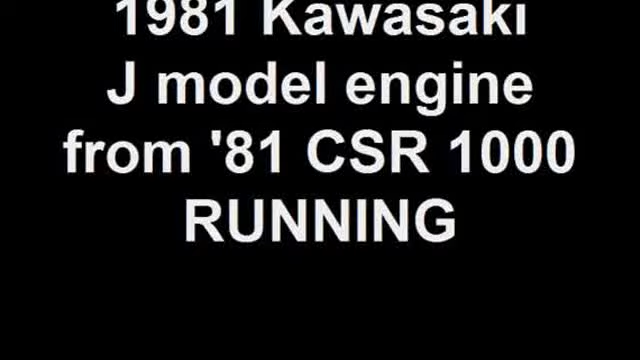 1981 Kawasaki
J model engine
from '81 CSR 1000
RUNNING